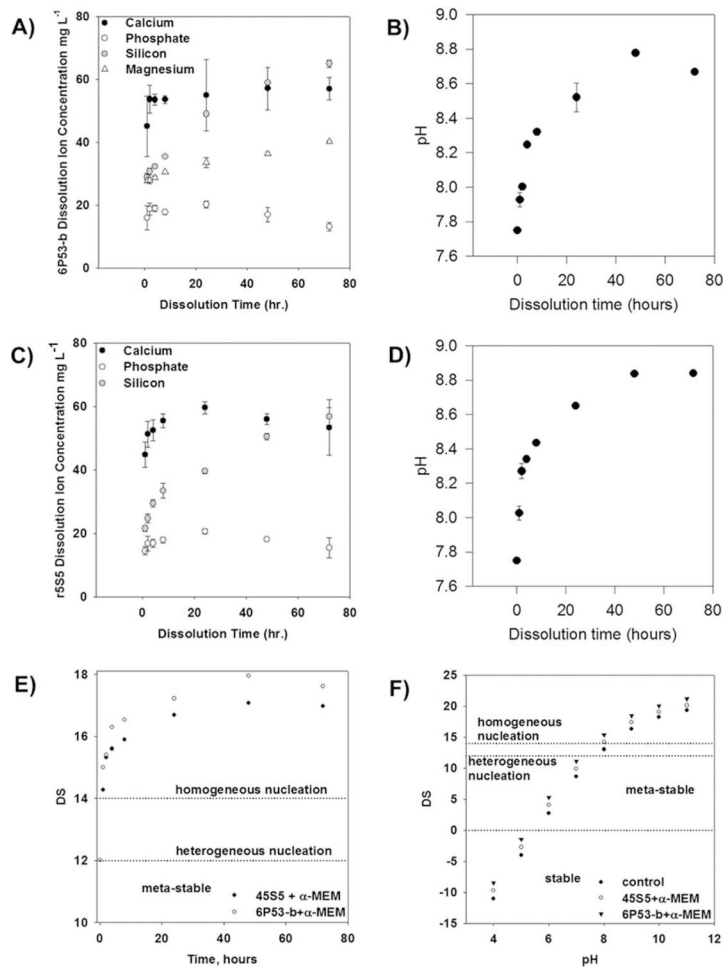 A)
Calcium
Phosphate
Silicon
Magnesium
6P53-b Dissolution Ion Concentration mg L-1
80
60
40
20
0
0 20 40 60 80
Dissolution Time (hr.)
B)
pH
9.0
8.8
8.6
8.4
8.2
8.0
7.8
7.6
0 20 40 60 80
Dissolution time (hours)
C)
Calcium
Phosphate
Silicon
r5S5 Dissolution Ion Concentration mg L-1
80
60
40
20
0
0 20 40 60 80
Dissolution Time (hr.)
D)
pH
9.0
8.8
8.6
8.4
8.2
8.0
7.8
7.6
0 20 40 60 80
Dissolution time (hours)
E)
DS
18
17
16
14
12
10
homogeneous nucleation
heterogeneous nucleation
meta-stable
45S5 + α-MEM
6P53-b+α-MEM
0 20 40 60 80
Time, hours
F)
DS
25
20
15
10
5
0
-5
-10
-15
homogeneous
nucleation
heterogeneous
nucleation
meta-stable
stable
control
45S5+α-MEM
6P53-b+α-MEM
4 6 8 10 12
pH